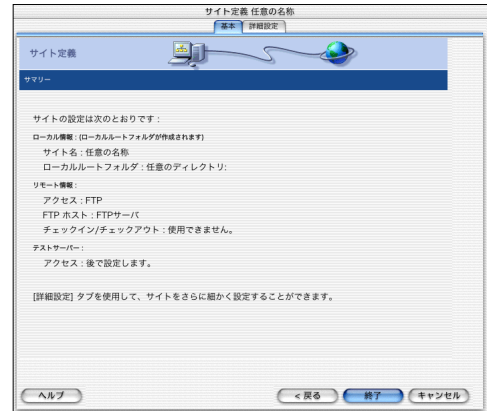 サイト定義 任意の名称
基本 詳細設定
サイト定義
サマリー
サイトの設定は次のとおりです：
ローカル情報：(ローカルルートフォルダが作成されます)
サイト名：任意の名称
ローカルルートフォルダ：任意のディレクトリ:
リモート情報：
アクセス：FTP
FTP ホスト：FTPサーバ
チェックイン/チェックアウト：使用できません。
テストサーバー：
アクセス：後で設定します。
[詳細設定] タブを使用して、サイトをさらに細かく設定することができます。
ヘルプ < 戻る 終了 キャンセル